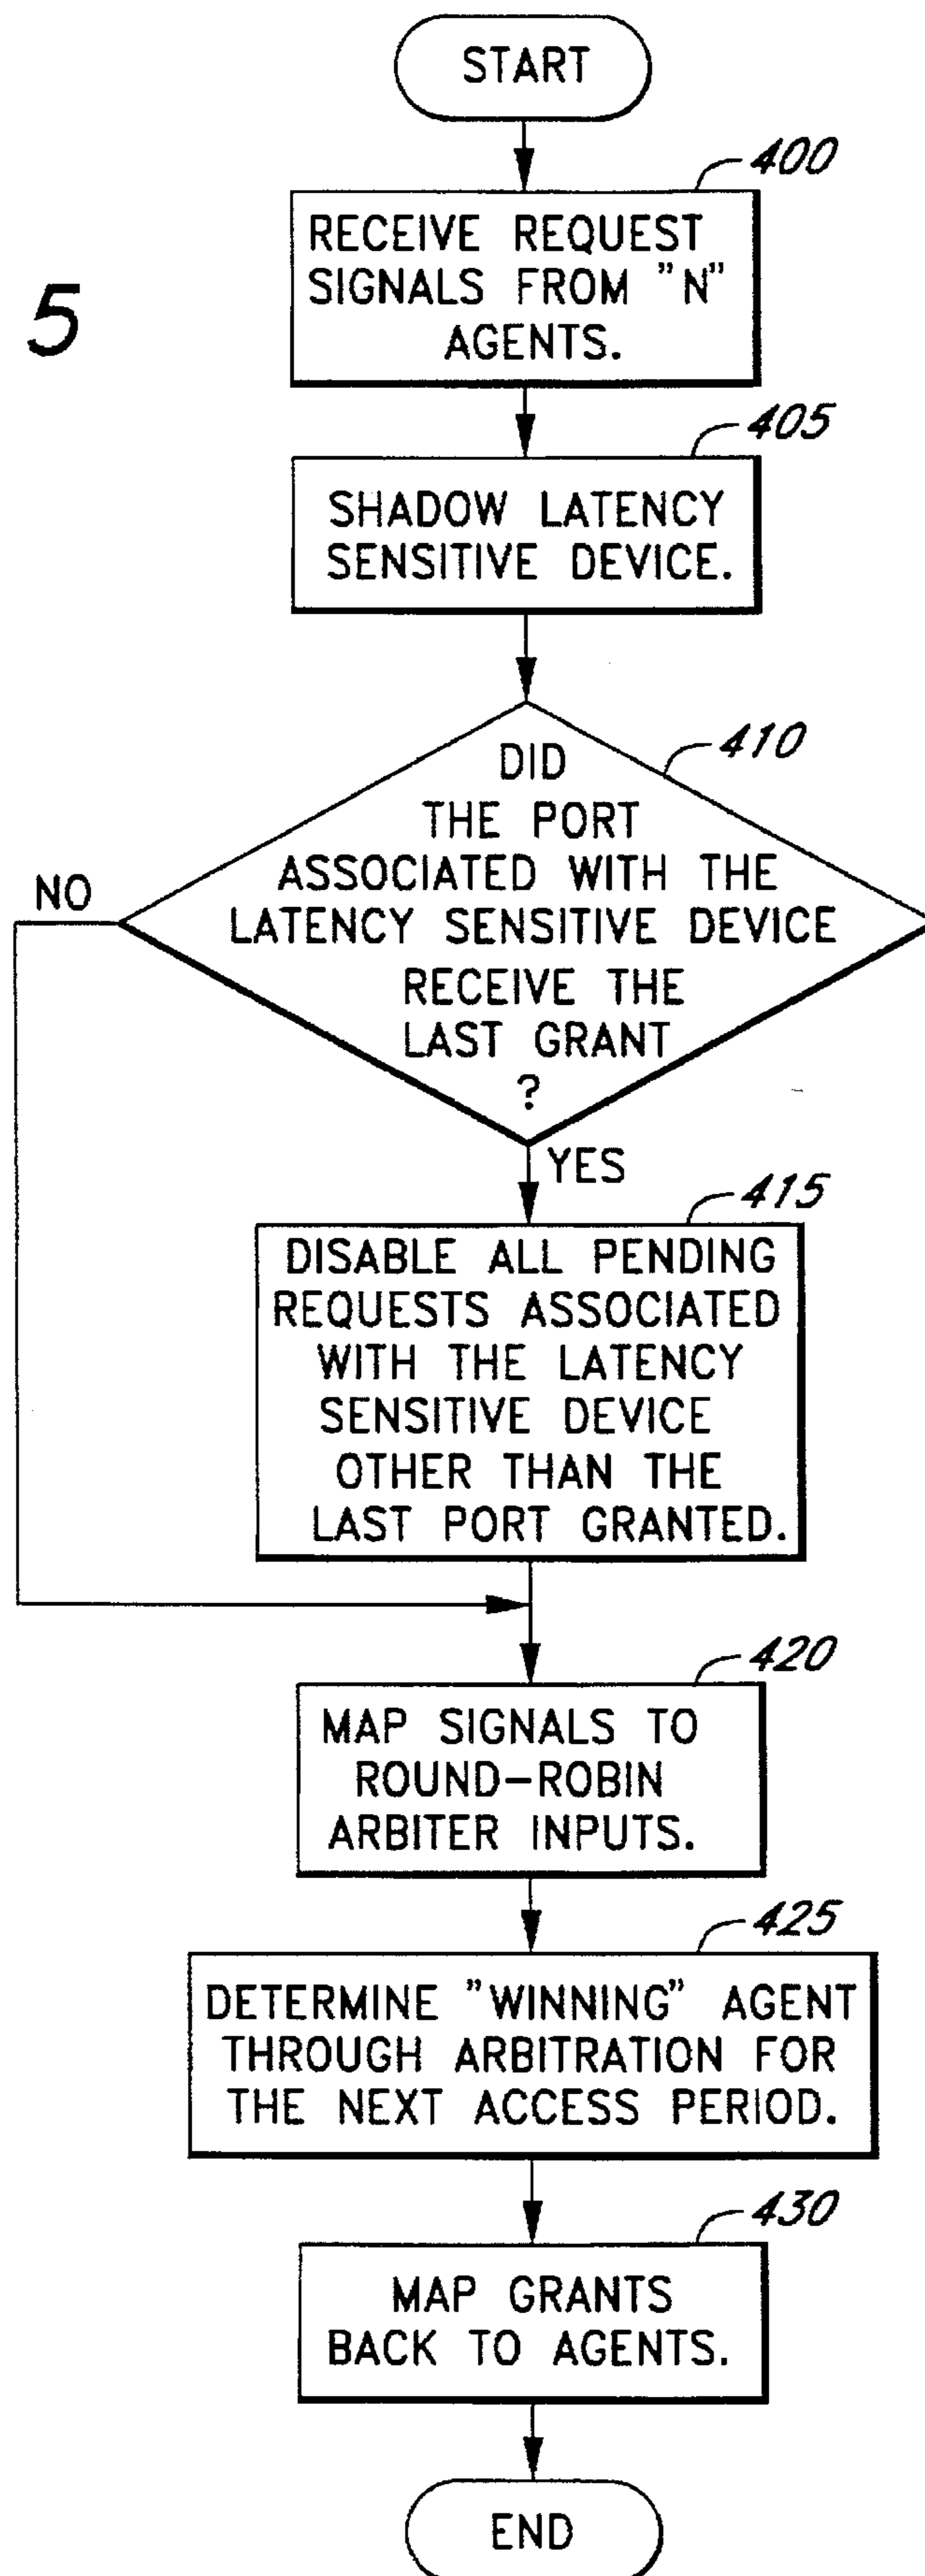 START
400
RECEIVE REQUEST
SIGNALS FROM "N"
AGENTS.
5
405
SHADOW LATENCY
SENSITIVE DEVICE.
410
DID
THE PORT
ASSOCIATED WITH THE
LATENCY SENSITIVE DEVICE
RECEIVE THE
LAST GRANT
?
NO
YES
415
DISABLE ALL PENDING
REQUESTS ASSOCIATED
WITH THE LATENCY
SENSITIVE DEVICE
OTHER THAN THE
LAST PORT GRANTED.
420
MAP SIGNALS TO
ROUND-ROBIN
ARBITER INPUTS.
425
DETERMINE "WINNING" AGENT
THROUGH ARBITRATION FOR
THE NEXT ACCESS PERIOD.
430
MAP GRANTS
BACK TO AGENTS.
END